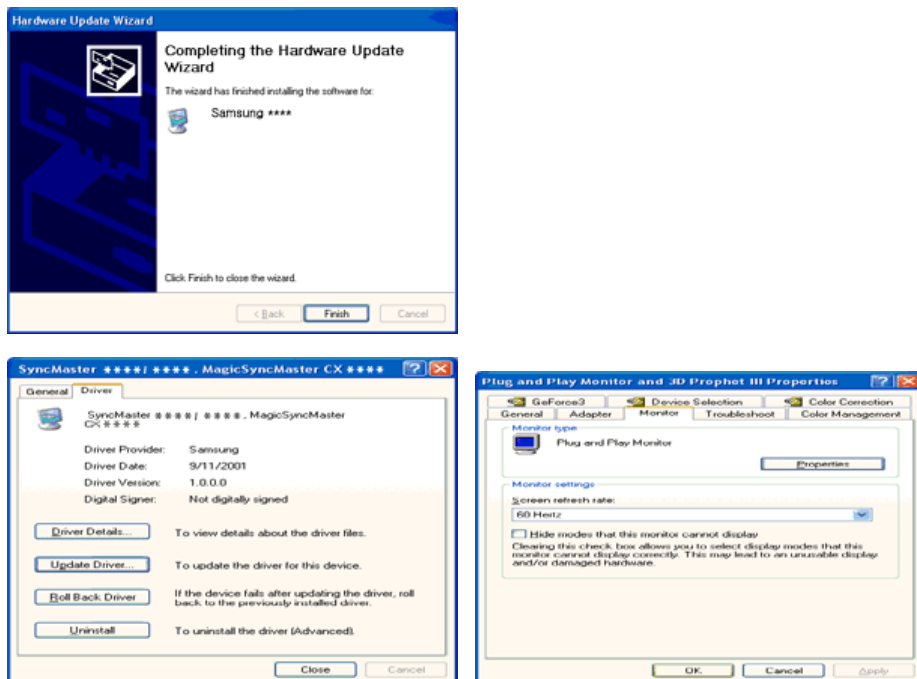 Hardware Update Wizard
Completing the Hardware Update
Wizard
The wizard has finished installing the software for:
Samsung ****
Click Finish to close the wizard.
< Back
Finish
Cancel
SyncMaster ****/ **** , MagicSyncMaster CX ****
General
Driver
SyncMaster ****/ **** , MagicSyncMaster
CX****
Driver Provider: Samsung
Driver Date: 9/11/2001
Driver Version: 1.0.0.0
Digital Signer: Not digitally signed
Driver Details... To view details about the driver files.
Update Driver... To update the driver for this device.
Roll Back Driver If the device fails after updating the driver, roll
back to the previously installed driver.
Uninstall To uninstall the driver (Advanced).
Close
Cancel
Plug and Play Monitor and 3D Prophet III Properties
GeForce3
Device Selection
Color Correction
General
Adapter
Monitor
Troubleshoot
Color Management
Monitor type
Plug and Play Monitor
Properties
Monitor settings
Screen refresh rate:
60 Hertz
Hide modes that this monitor cannot display
Clearing this check box allows you to select display modes that this
monitor cannot display correctly. This may lead to an unusable display
and/or damaged hardware.
OK
Cancel
Apply